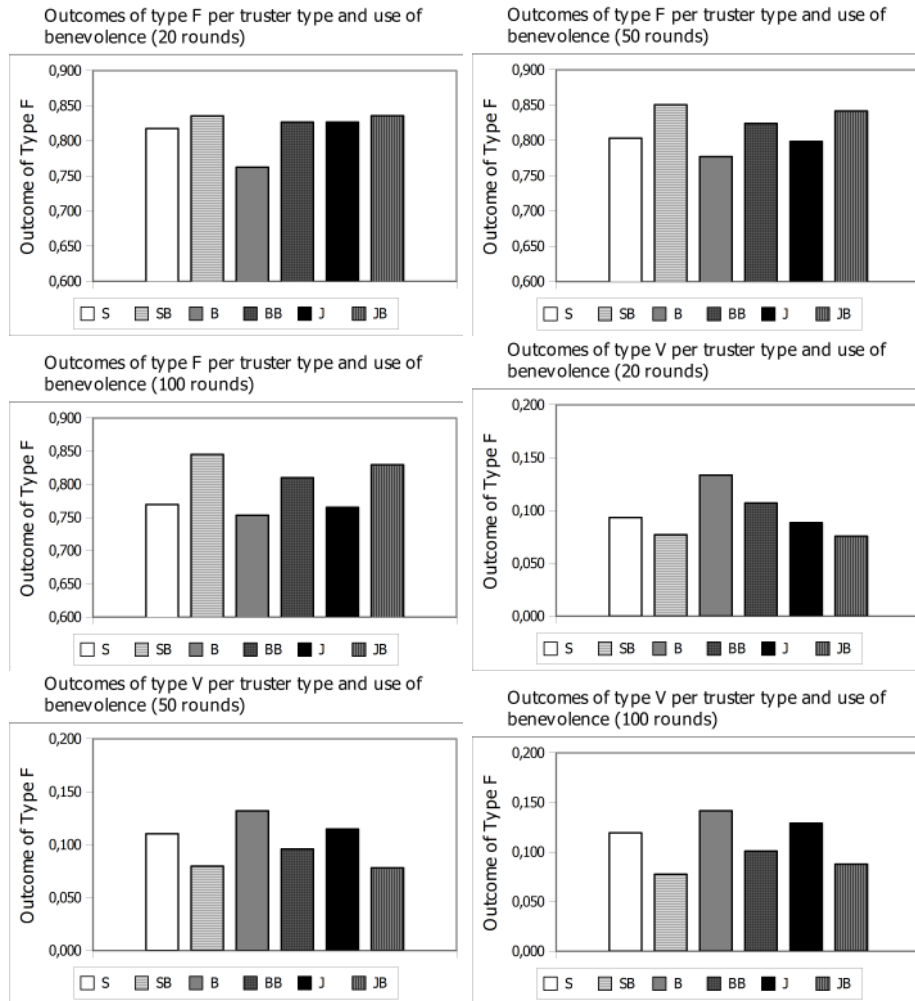 Outcomes of type F per truster type and use of
benevolence (20 rounds)
0,900
0,850
0,800
0,750
0,700
0,650
0,600
Outcome of Type F
S SB B BB J JB
Outcomes of type F per truster type and use of
benevolence (50 rounds)
0,900
0,850
0,800
0,750
0,700
0,650
0,600
Outcome of Type F
S SB B BB J JB
Outcomes of type F per truster type and use of
benevolence (100 rounds)
0,900
0,850
0,800
0,750
0,700
0,650
0,600
Outcome of Type F
S SB B BB J JB
Outcomes of type V per truster type and use of
benevolence (20 rounds)
0,200
0,150
0,100
0,050
0,000
Outcome of Type F
S SB B BB J JB
Outcomes of type V per truster type and use of
benevolence (50 rounds)
0,200
0,150
0,100
0,050
0,000
Outcome of Type F
S SB B BB J JB
Outcomes of type V per truster type and use of
benevolence (100 rounds)
0,200
0,150
0,100
0,050
0,000
Outcome of Type F
S SB B BB J JB